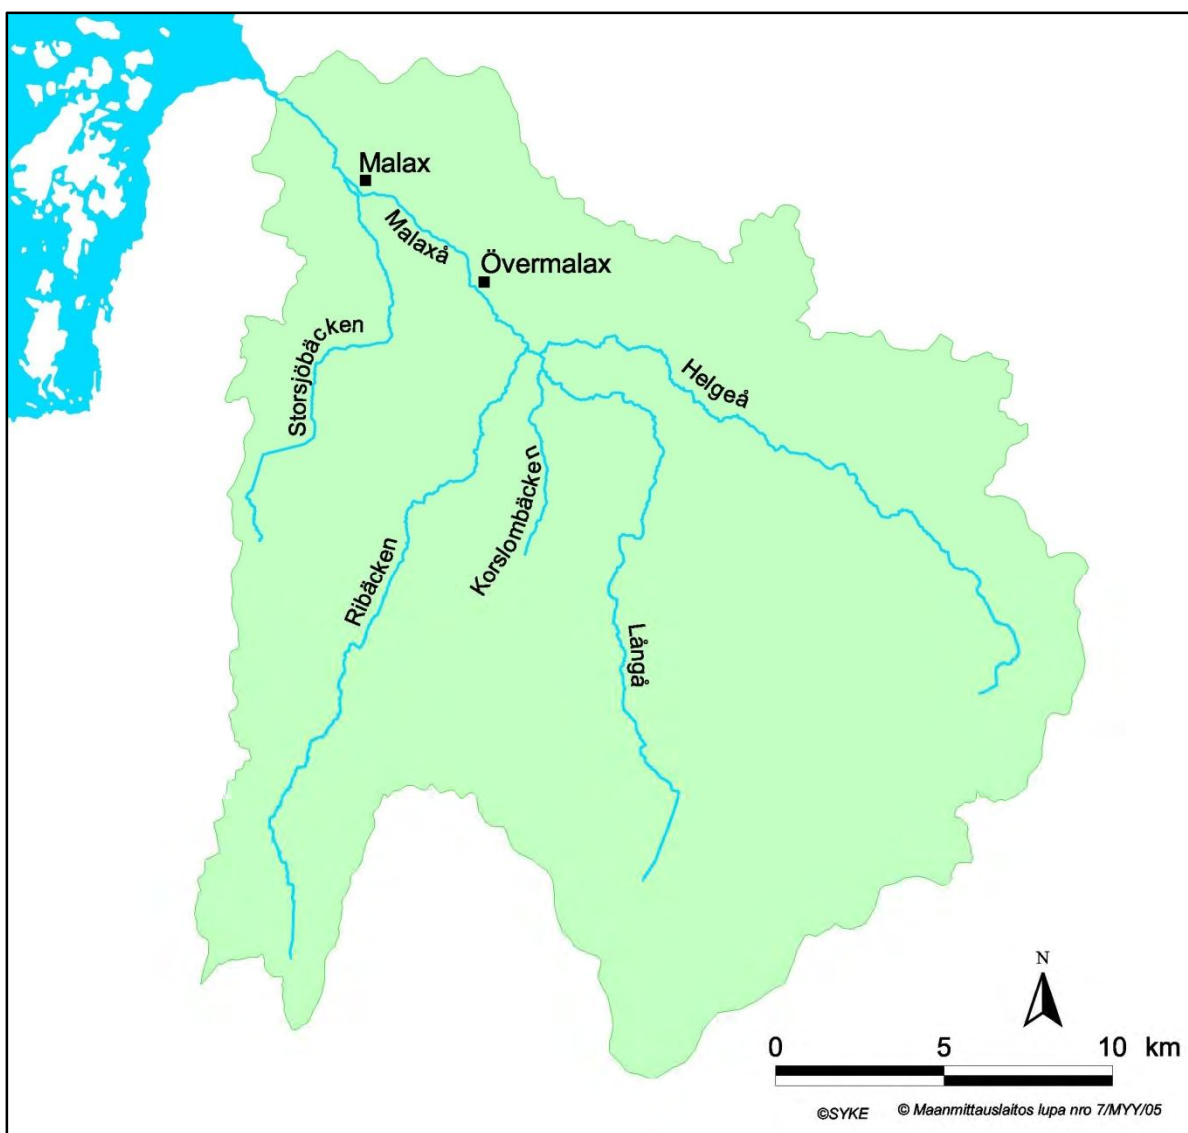 Malax
Malaxå
Övermalax
Storsjöbäcken
Helgeå
Korslombäcken
Ribäcken
Långå
N
0 5 10 km
©SYKE © Maanmittauslaitos lupa nro 7/MYY/05